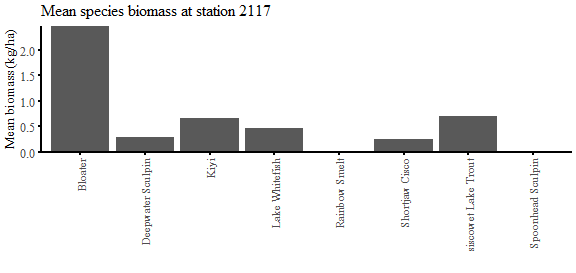 Mean species biomass at station 2117
Mean biomass (kg/ha)
2.0
1.5
1.0
0.5
0.0
Bloater
Deepwater Sculpin
Kiyi
Lake Whitefish
Rainbow Smelt
Shortjaw Cisco
siscowet Lake Trout
Spoonhead Sculpin